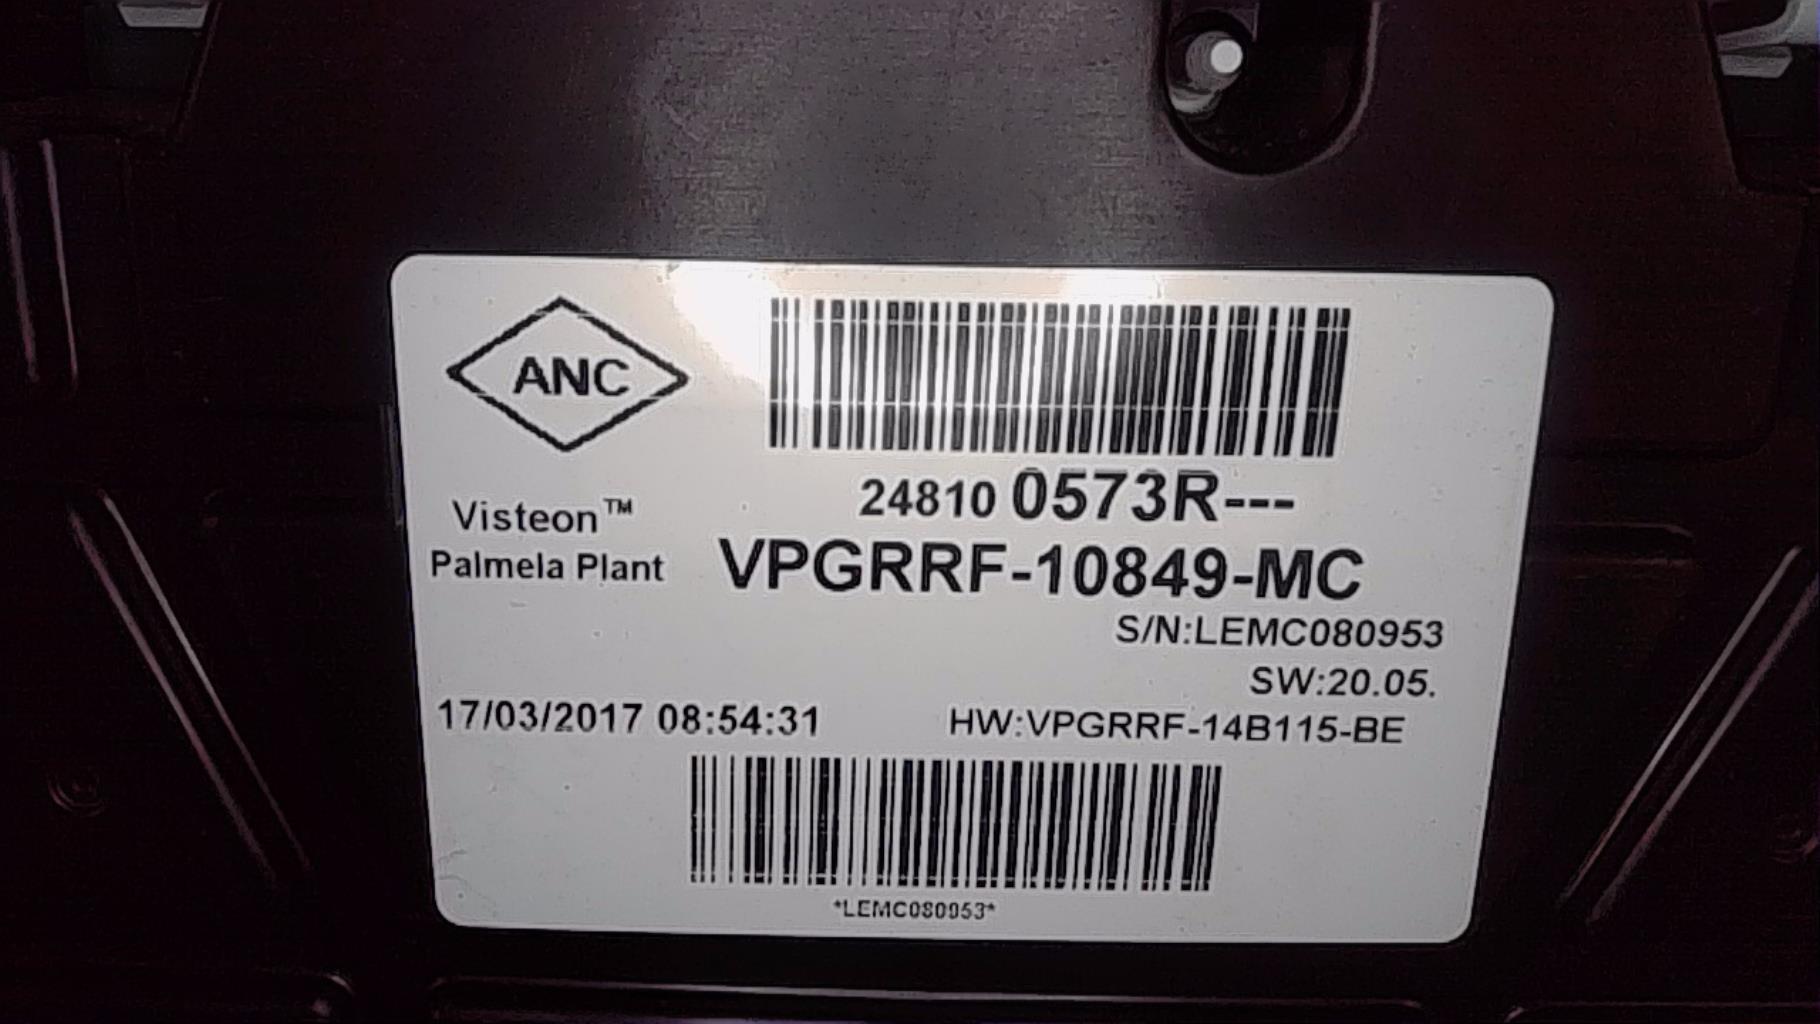 ANC
24810 0573R---
Visteon™
Palmela Plant
VPGRRF-10849-MC
S/N:LEMC080953
SW:20.05.
17/03/2017 08:54:31
HW:VPGRRF-14B115-BE
*LEMC080953*